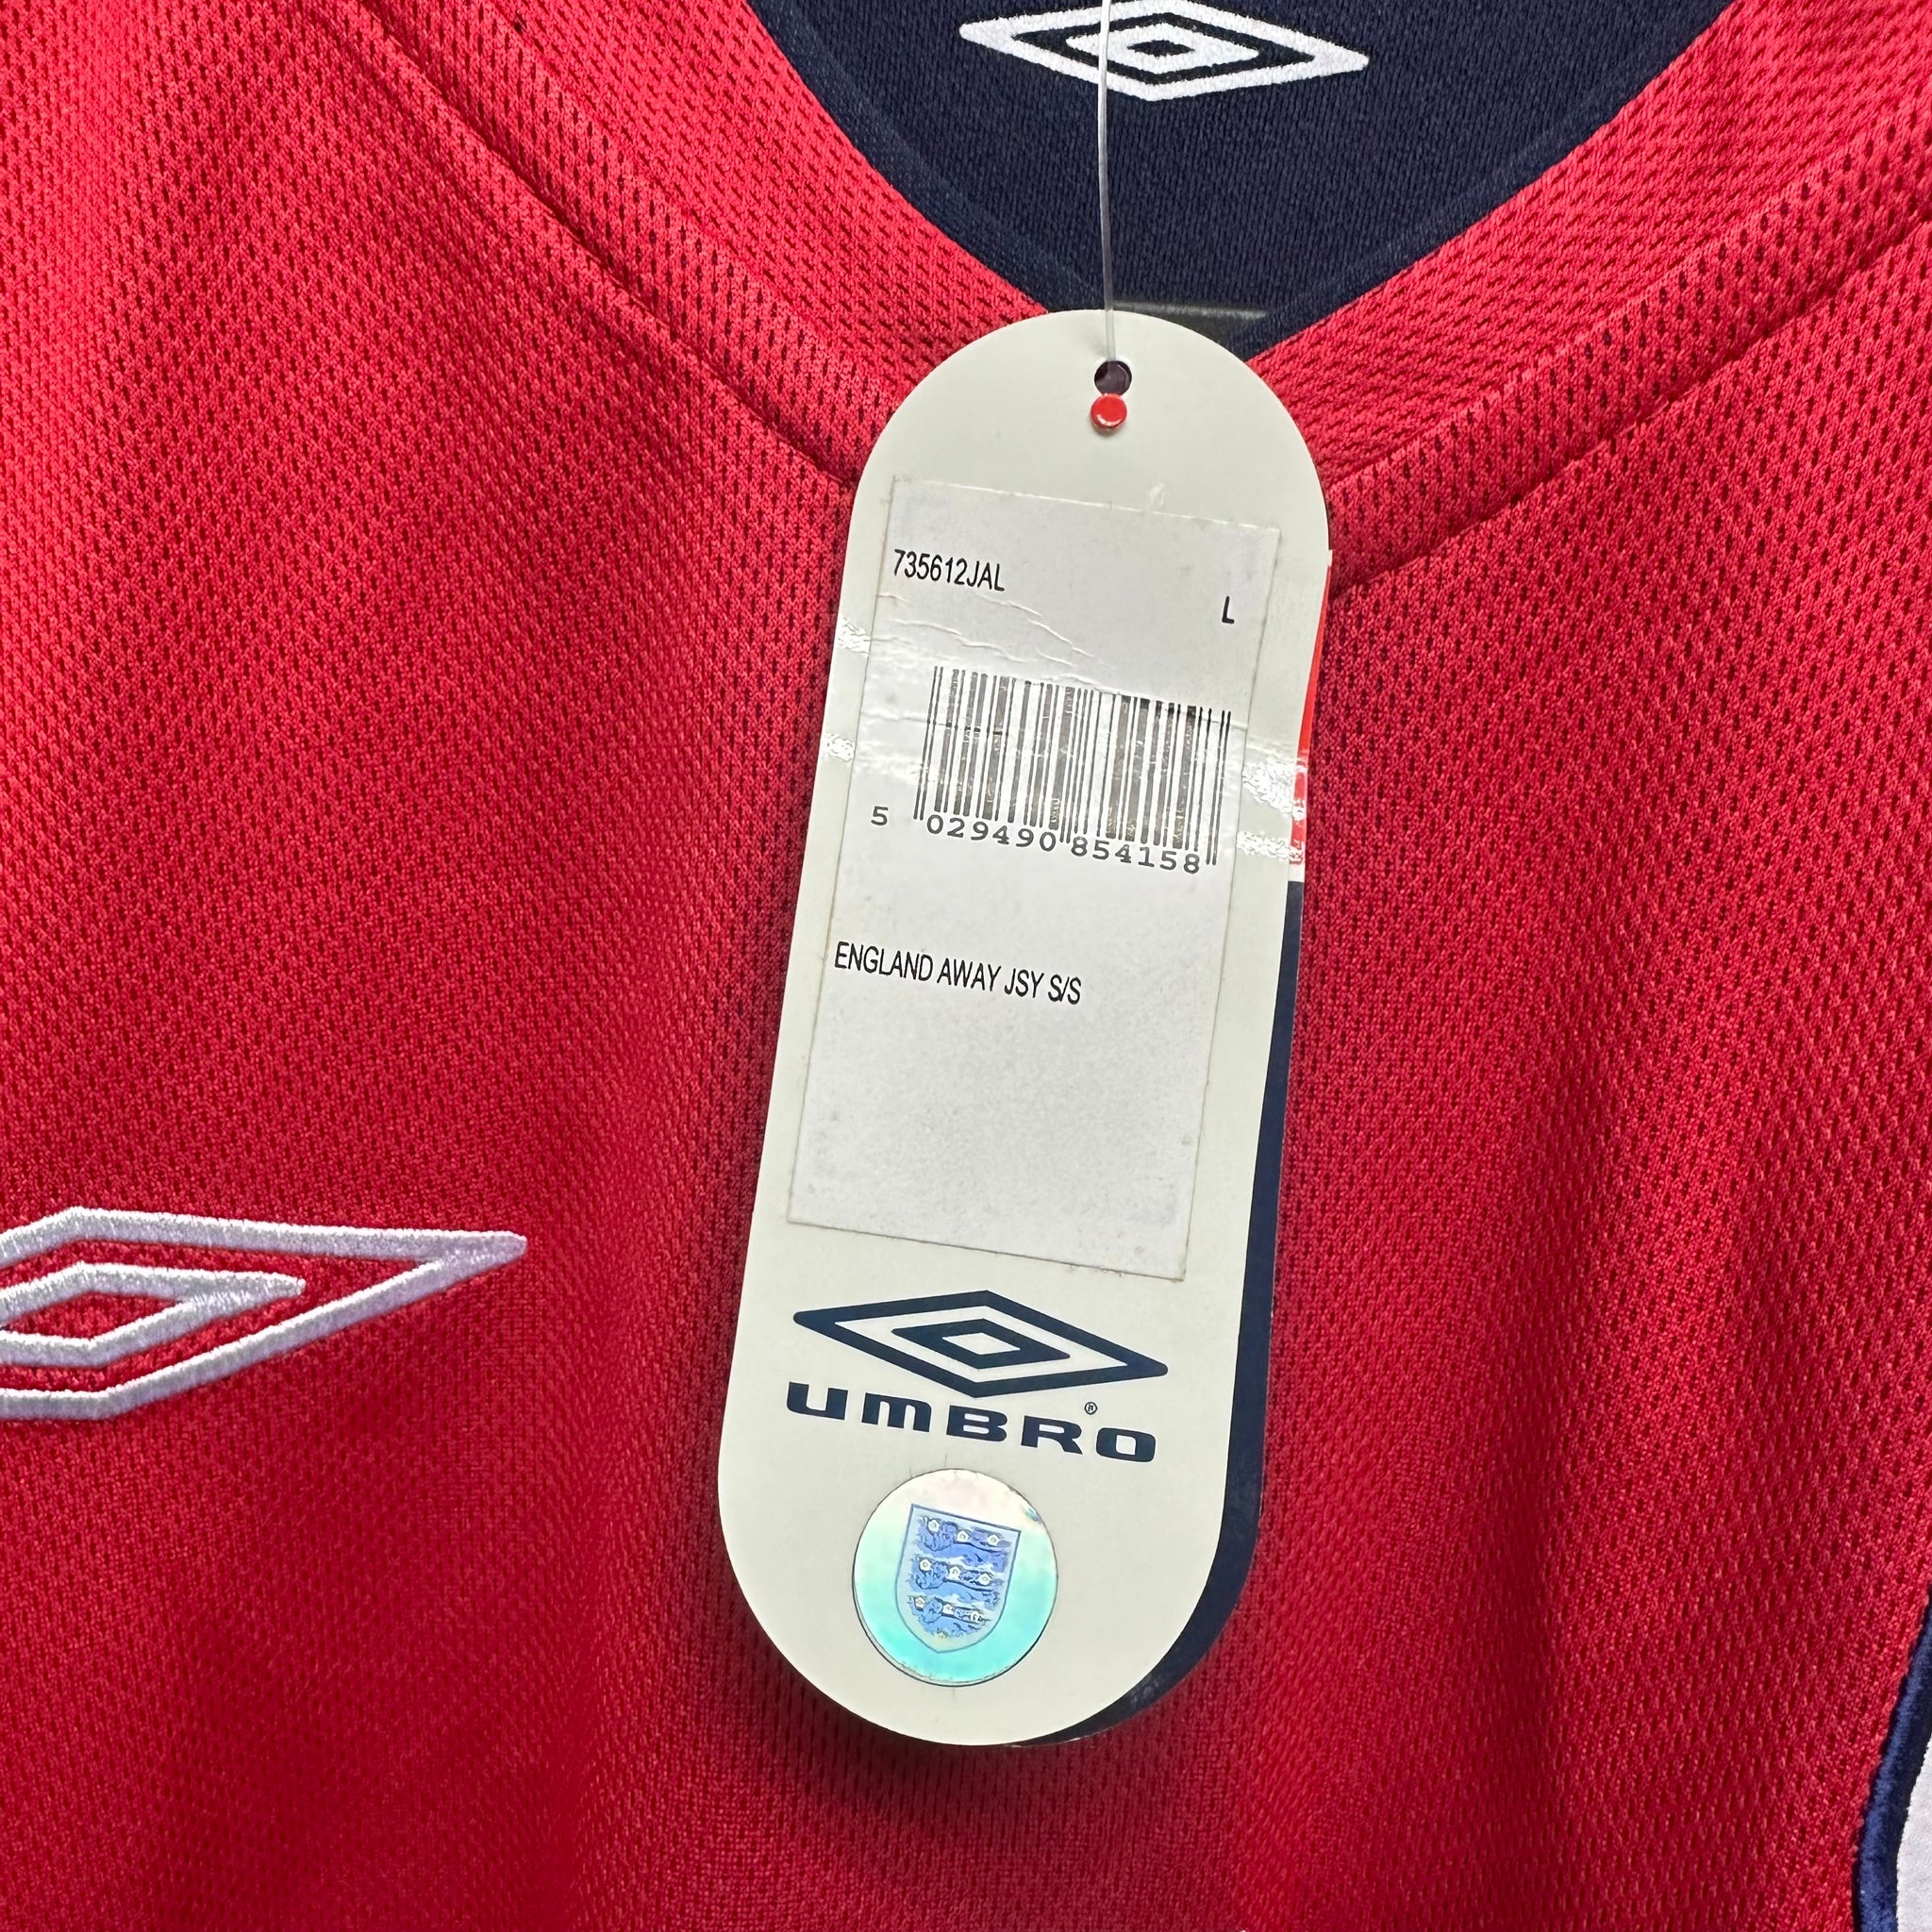 735612JAL
L
5 029490 854158
ENGLAND AWAY JSY S/S
UMBRO®